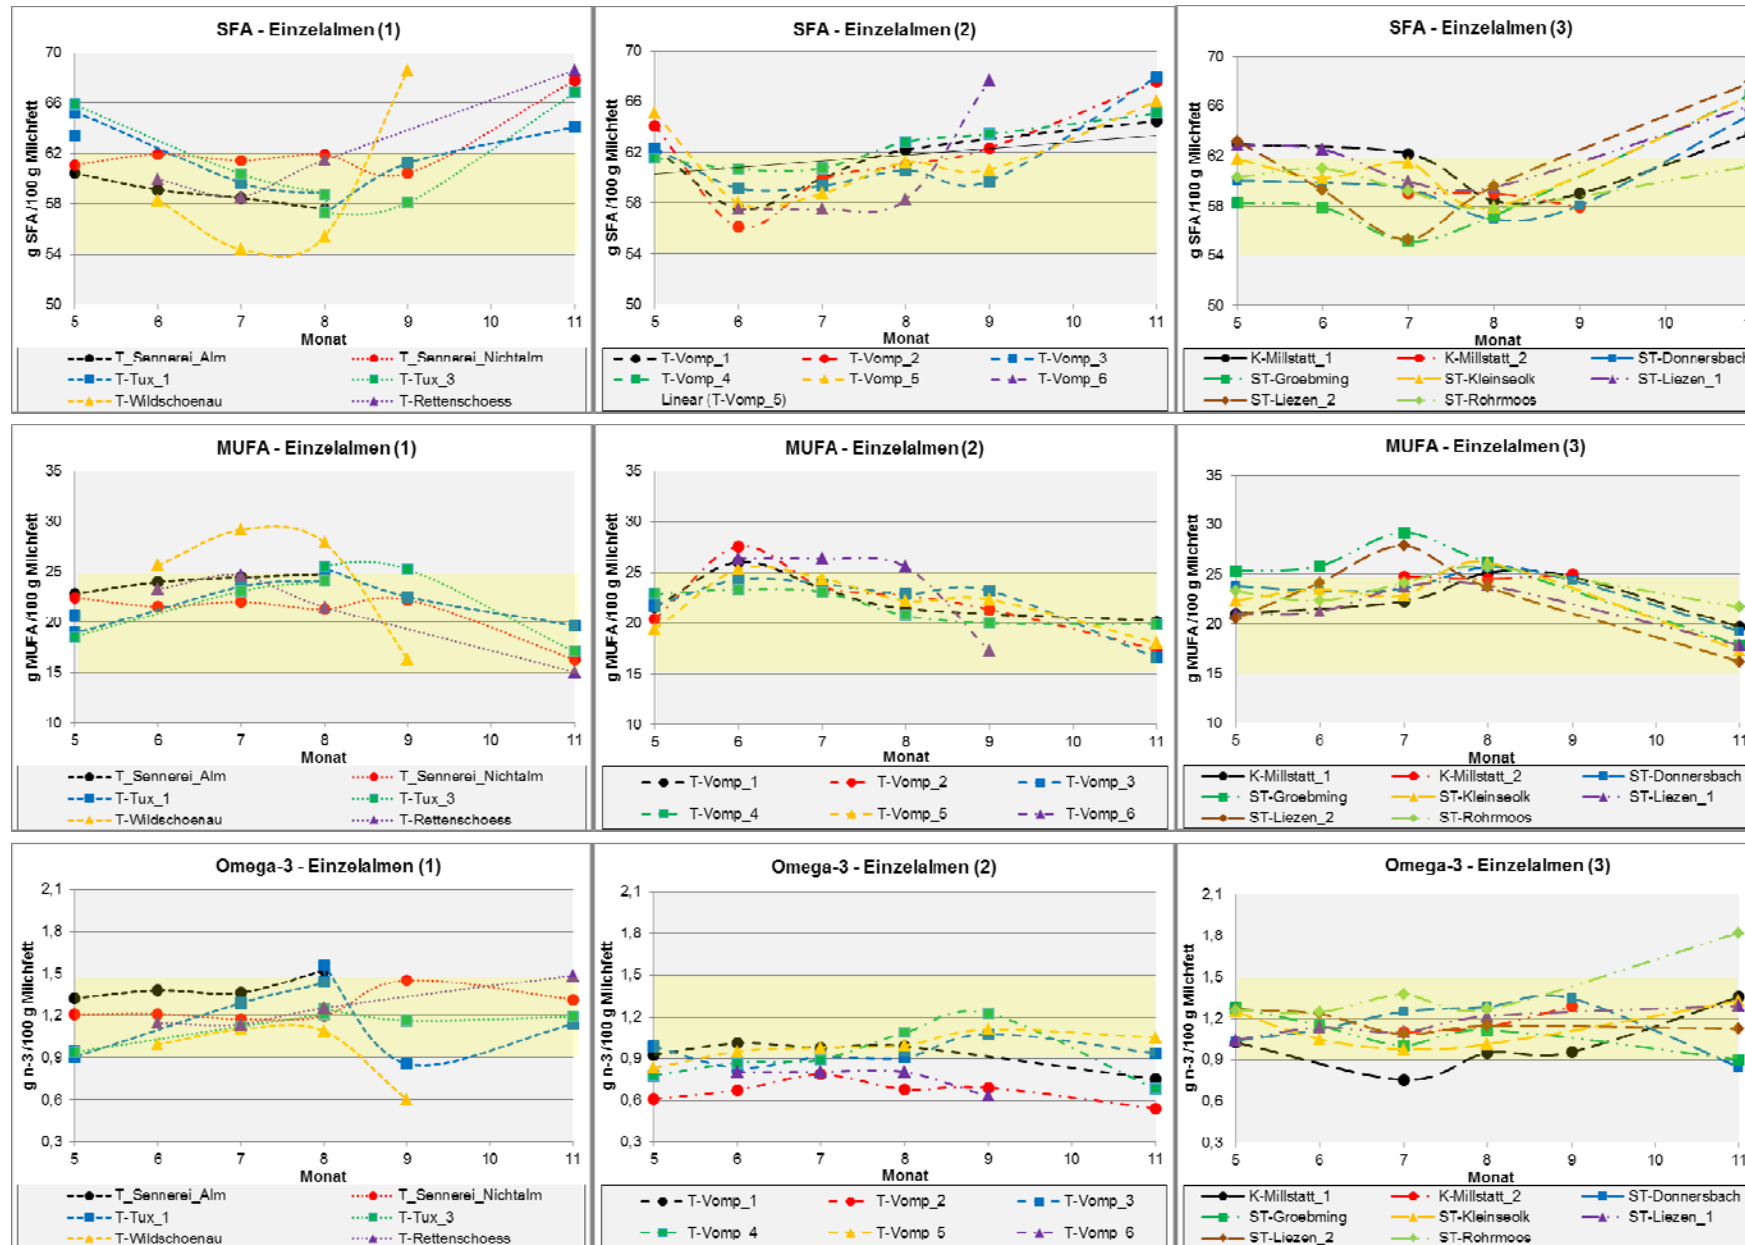 SFA - Einzelalmen (1)
g SFA /100 g Milchfett
70
66
62
58
54
50
5 6 7 8 9 10 11
Monat
T_Sennerei_Alm T_Sennerei_Nichtalm
T-Tux_1 T-Tux_3
T-Wildschoenau T-Rettenschoess
SFA - Einzelalmen (2)
g SFA /100 g Milchfett
70
66
62
58
54
50
5 6 7 8 9 10 11
Monat
T-Vomp_1 T-Vomp_2 T-Vomp_3
T-Vomp_4 T-Vomp_5 T-Vomp_6
Linear (T-Vomp_5)
SFA - Einzelalmen (3)
g SFA /100 g Milchfett
70
66
62
58
54
50
5 6 7 8 9 10
Monat
K-Millstatt_1 K-Millstatt_2 ST-Donnersbach
ST-Groebming ST-Kleinseolk ST-Liezen_1
ST-Liezen_2 ST-Rohrmoos
MUFA - Einzelalmen (1)
g MUFA /100 g Milchfett
35
30
25
20
15
10
5 6 7 8 9 10 11
Monat
T_Sennerei_Alm T_Sennerei_Nichtalm
T-Tux_1 T-Tux_3
T-Wildschoenau T-Rettenschoess
MUFA - Einzelalmen (2)
g MUFA /100 g Milchfett
35
30
25
20
15
10
5 6 7 8 9 10 11
Monat
T-Vomp_1 T-Vomp_2 T-Vomp_3
T-Vomp_4 T-Vomp_5 T-Vomp_6
MUFA - Einzelalmen (3)
g MUFA /100 g Milchfett
35
30
25
20
15
10
5 6 7 8 9 10 11
Monat
K-Millstatt_1 K-Millstatt_2 ST-Donnersbach
ST-Groebming ST-Kleinseolk ST-Liezen_1
ST-Liezen_2 ST-Rohrmoos
Omega-3 - Einzelalmen (1)
g n-3 /100 g Milchfett
2,1
1,8
1,5
1,2
0,9
0,6
0,3
5 6 7 8 9 10 11
Monat
T_Sennerei_Alm T_Sennerei_Nichtalm
T-Tux_1 T-Tux_3
T-Wildschoenau T-Rettenschoess
Omega-3 - Einzelalmen (2)
g n-3 /100 g Milchfett
2,1
1,8
1,5
1,2
0,9
0,6
0,3
5 6 7 8 9 10 11
Monat
T-Vomp_1 T-Vomp_2 T-Vomp_3
T-Vomp_4 T-Vomp_5 T-Vomp_6
Omega-3 - Einzelalmen (3)
g n-3 /100 g Milchfett
2,1
1,8
1,5
1,2
0,9
0,6
0,3
5 6 7 8 9 10 11
Monat
K-Millstatt_1 K-Millstatt_2 ST-Donnersbach
ST-Groebming ST-Kleinseolk ST-Liezen_1
ST-Liezen_2 ST-Rohrmoos